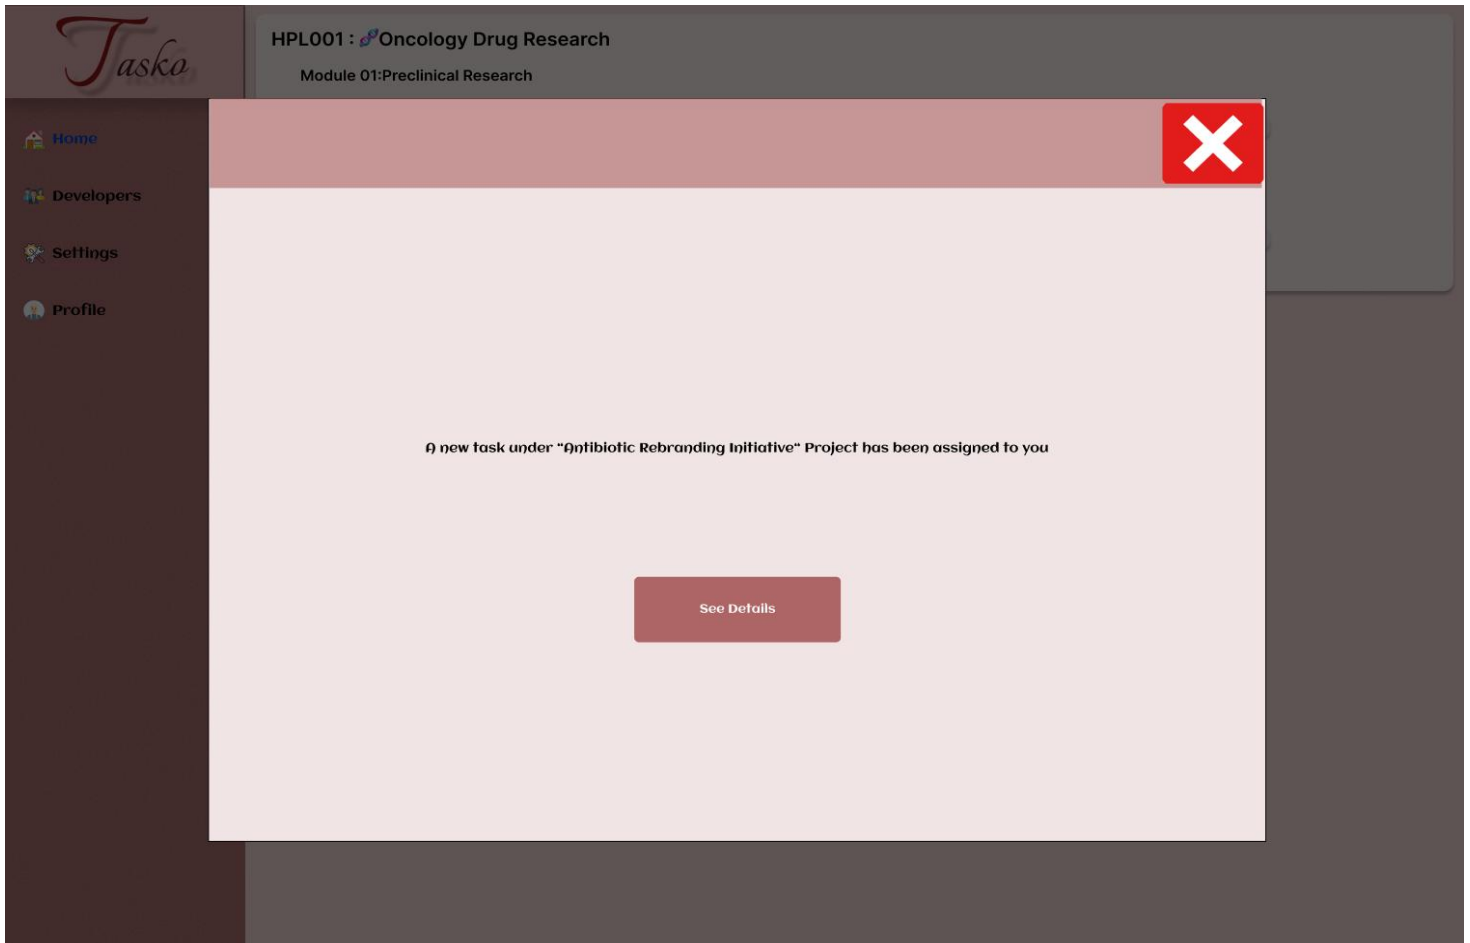 Tasko
HPL001 : 🧬Oncology Drug Research
Module 01:Preclinical Research
Home
Developers
Settings
Profile
A new task under "Antibiotic Rebranding Initiative" Project has been assigned to you
See Details